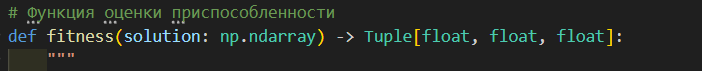 # Функция оценки приспособленности
def fitness(solution: np.ndarray) -> Tuple[float, float, float]:
    """